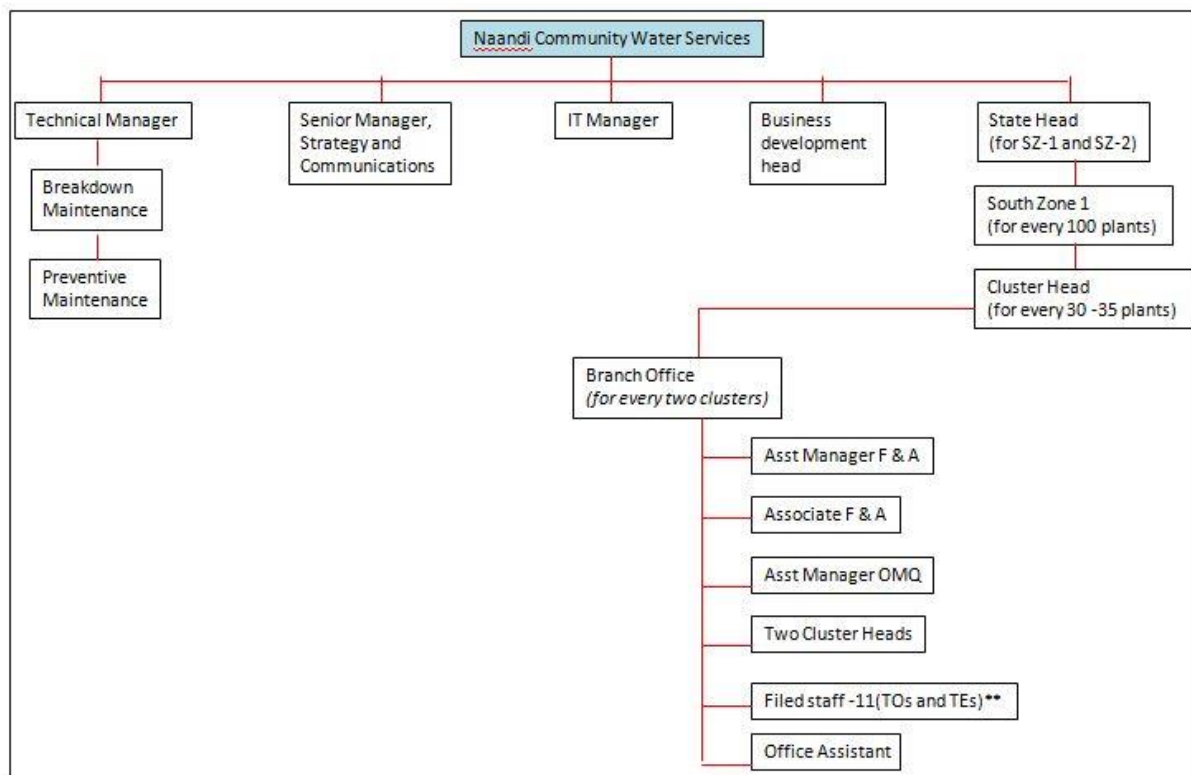 Naandi Community Water Services
Technical Manager
Senior Manager,
Strategy and
Communications
IT Manager
Business
development
head
State Head
(for SZ-1 and SZ-2)
Breakdown
Maintenance
South Zone 1
(for every 100 plants)
Preventive
Maintenance
Cluster Head
(for every 30 -35 plants)
Branch Office
(for every two clusters)
Asst Manager F & A
Associate F & A
Asst Manager OMQ
Two Cluster Heads
Filed staff -11(TOs and TEs)**
Office Assistant